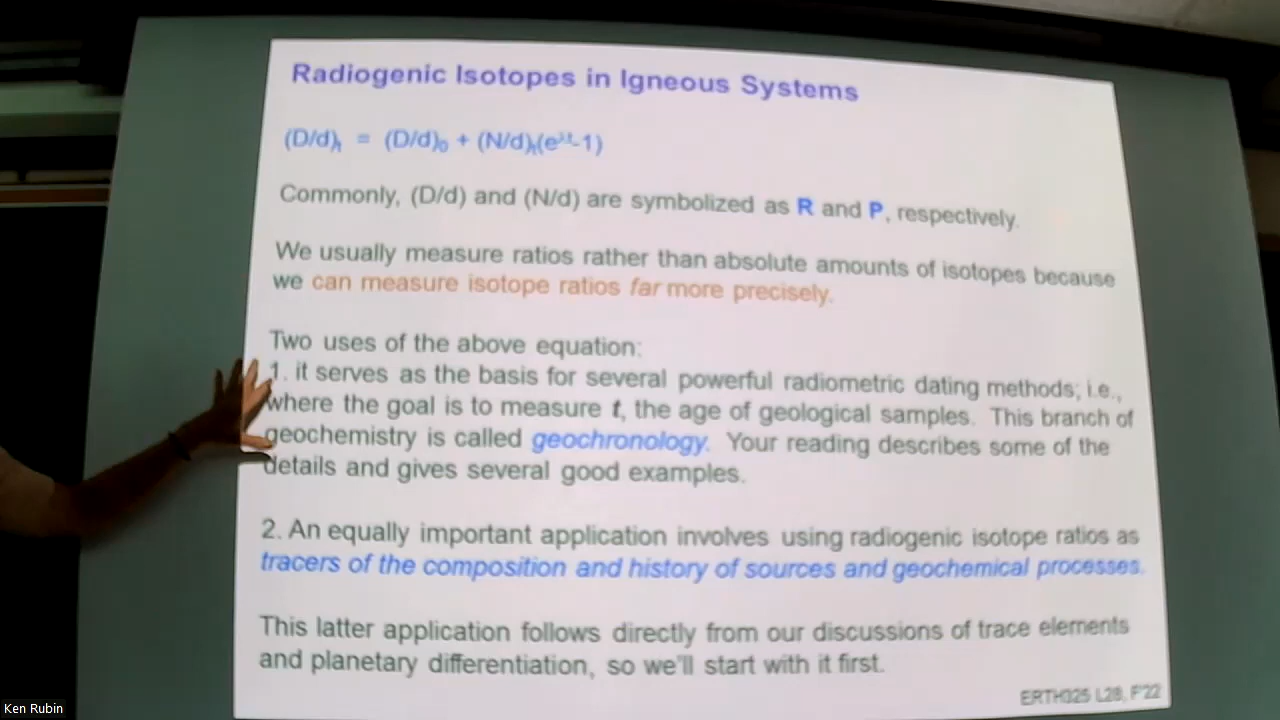 Radiogenic Isotopes in Igneous Systems
(D/d)ₜ = (D/d)₀ + (N/d)ₜ(e^λt-1)
Commonly, (D/d) and (N/d) are symbolized as R and P, respectively.
We usually measure ratios rather than absolute amounts of isotopes because
we can measure isotope ratios far more precisely.
Two uses of the above equation:
1. it serves as the basis for several powerful radiometric dating methods; i.e.,
where the goal is to measure t, the age of geological samples. This branch of
geochemistry is called geochronology. Your reading describes some of the
details and gives several good examples.
2. An equally important application involves using radiogenic isotope ratios as
tracers of the composition and history of sources and geochemical processes.
This latter application follows directly from our discussions of trace elements
and planetary differentiation, so we'll start with it first.
ERTH325 L28, F'22
Ken Rubin